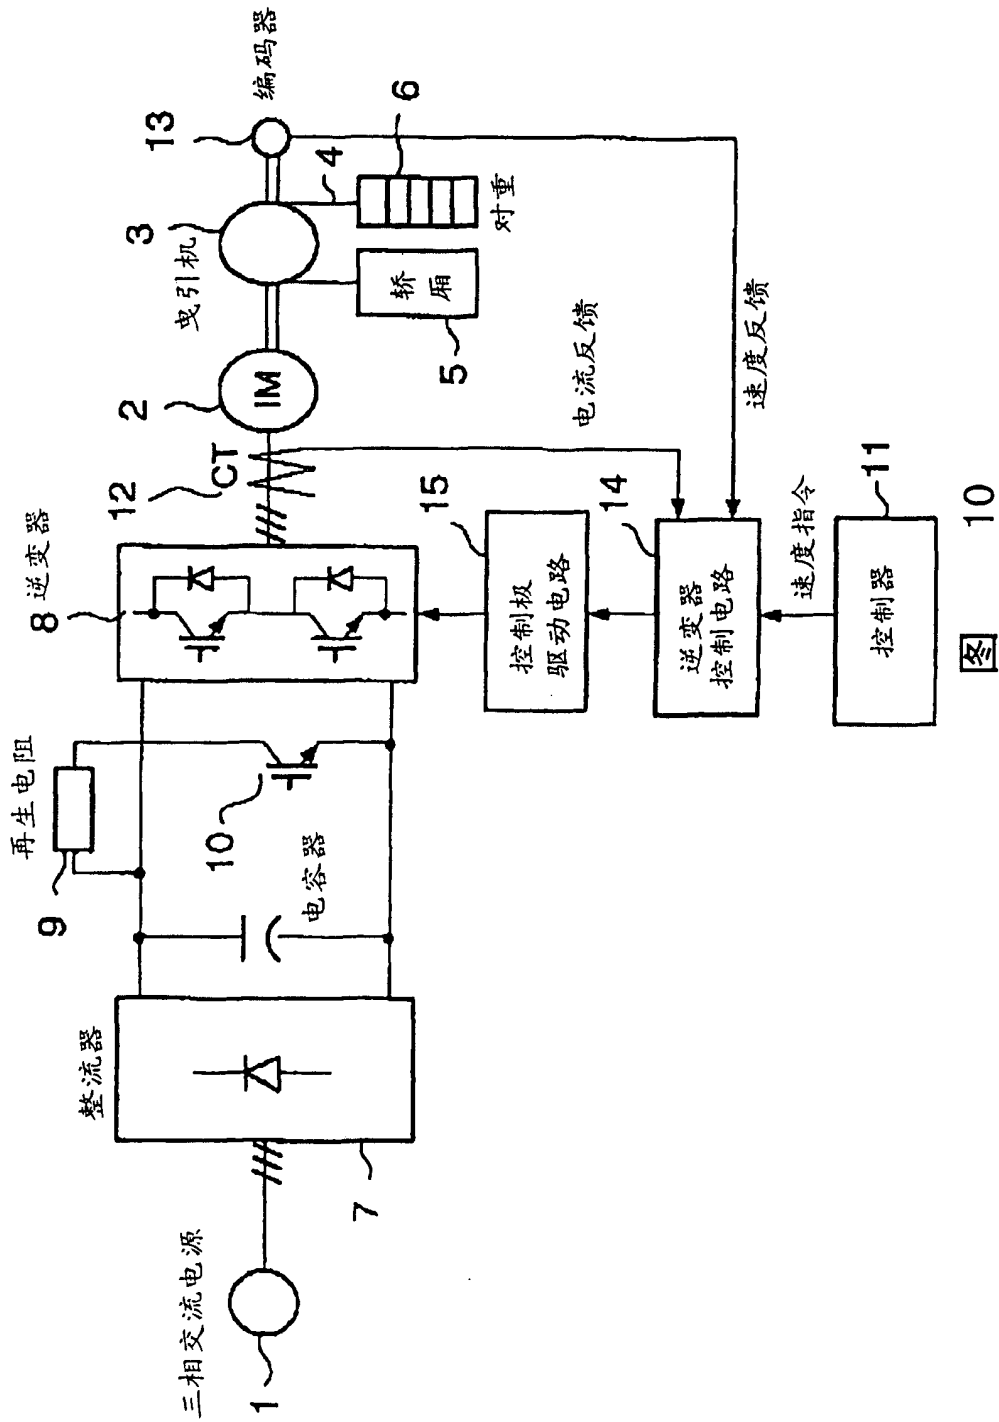 三相交流电源
1
整流器
7
再生电阻
9
10
电容器
逆变器
8
12
CT
2
IM
曳引机
3
13
编码器
4
6
对重
轿厢
5
电流反馈
速度反馈
15
控制极
驱动电路
14
逆变器
控制电路
速度指令
11
控制器
图 10